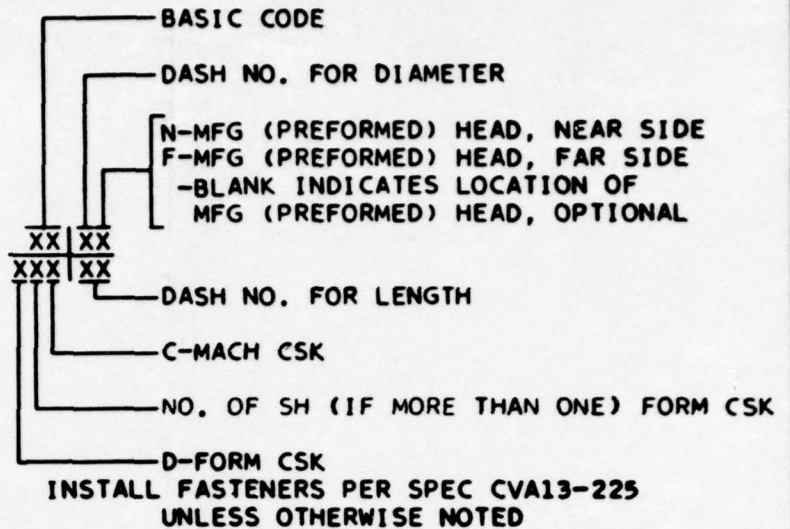 BASIC CODE
DASH NO. FOR DIAMETER
N-MFG (PREFORMED) HEAD, NEAR SIDE
F-MFG (PREFORMED) HEAD, FAR SIDE
-BLANK INDICATES LOCATION OF
MFG (PREFORMED) HEAD, OPTIONAL
XX XX
XXX XX
DASH NO. FOR LENGTH
C-MACH CSK
NO. OF SH (IF MORE THAN ONE) FORM CSK
D-FORM CSK
INSTALL FASTENERS PER SPEC CVA13-225
UNLESS OTHERWISE NOTED